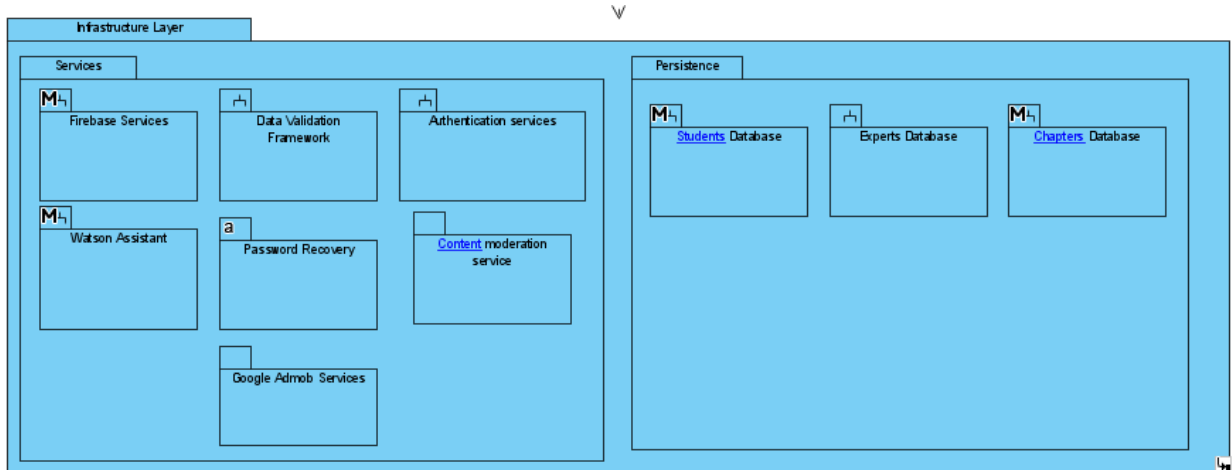 Infrastructure Layer
Services
Persistence
M
Firebase Services
Data Validation
Framework
Authentication services
M
Students Database
Experts Database
M
Chapters Database
M
Watson Assistant
a
Password Recovery
Content moderation
service
Google Admob Services